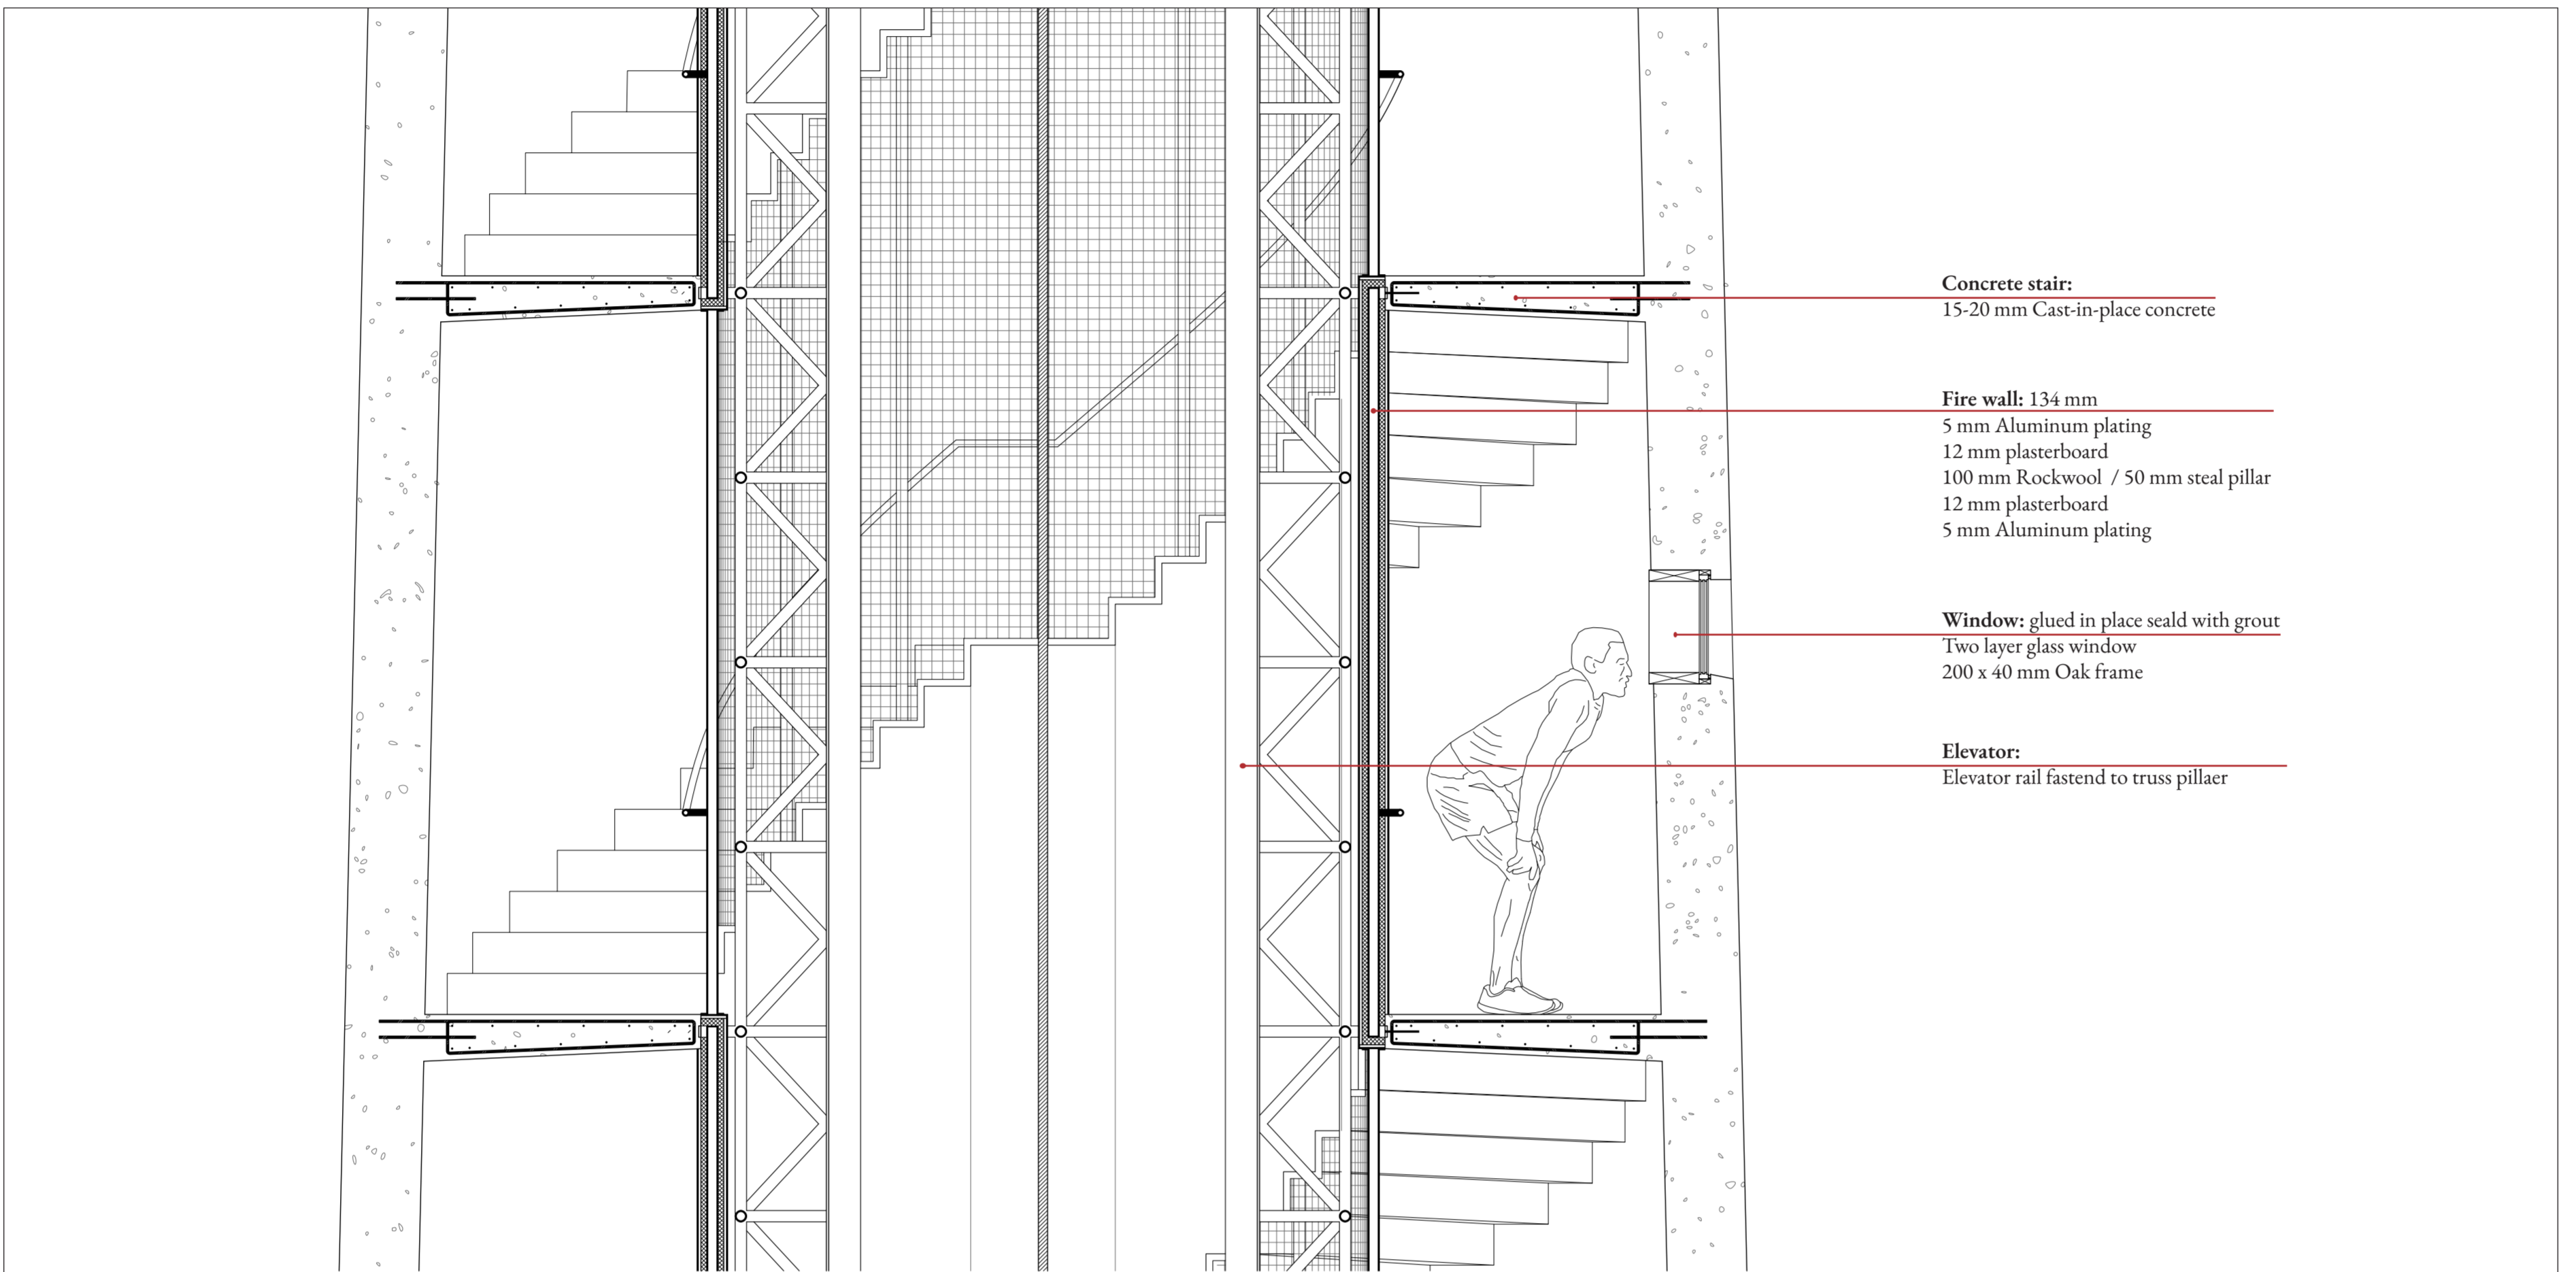 Concrete stair:
15-20 mm Cast-in-place concrete
Fire wall: 134 mm
5 mm Aluminum plating
12 mm plasterboard
100 mm Rockwool / 50 mm steal pillar
12 mm plasterboard
5 mm Aluminum plating
Window: glued in place seald with grout
Two layer glass window
200 x 40 mm Oak frame
Elevator:
Elevator rail fastend to truss pillaer